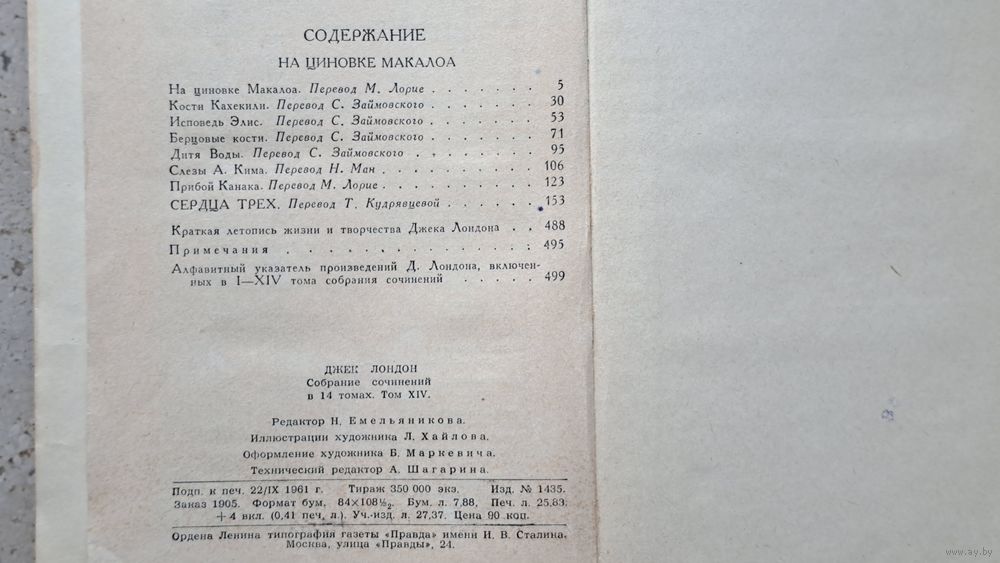 СОДЕРЖАНИЕ
НА ЦИНОВКЕ МАКАЛОА
На циновке Макалоа. Перевод М. Лорие . . . . . . . 5
Кости Кахекили. Перевод С. Займовского . . . . . . . 30
Исповедь Элис. Перевод С. Займовского . . . . . . . 53
Берцовые кости. Перевод С. Займовского . . . . . . . 71
Дитя Воды. Перевод С. Займовского . . . . . . . . 95
Слезы А. Кима. Перевод Н. Ман . . . . . . . . . . 106
Прибой Канака. Перевод М. Лорие . . . . . . . . . . 123
СЕРДЦА ТРЕХ. Перевод Т. Кудрявцевой . . . . . . 153
Краткая летопись жизни и творчества Джека Лондона . . 488
Примечания . . . . . . . . . . . . 495
Алфавитный указатель произведений Д. Лондона, включен-
ных в I—XIV тома собрания сочинений . . . . . 499
ДЖЕК ЛОНДОН
Собрание сочинений
в 14 томах. Том XIV.
Редактор Н. Емельяникова.
Иллюстрации художника Л. Хайлова.
Оформление художника Б. Маркевича.
Технический редактор А. Шагарина.
Подп. к печ. 22/IX 1961 г. Тираж 350 000 экз. Изд. № 1435.
Заказ 1905. Формат бум. 84×108½. Бум. л. 7,88. Печ. л. 25,83.
+ 4 вкл. (0,41 печ. л.). Уч.-изд. л. 27,37. Цена 90 коп.
Ордена Ленина типография газеты «Правда» имени И. В. Сталина.
Москва, улица «Правды», 24.
www.ay.by